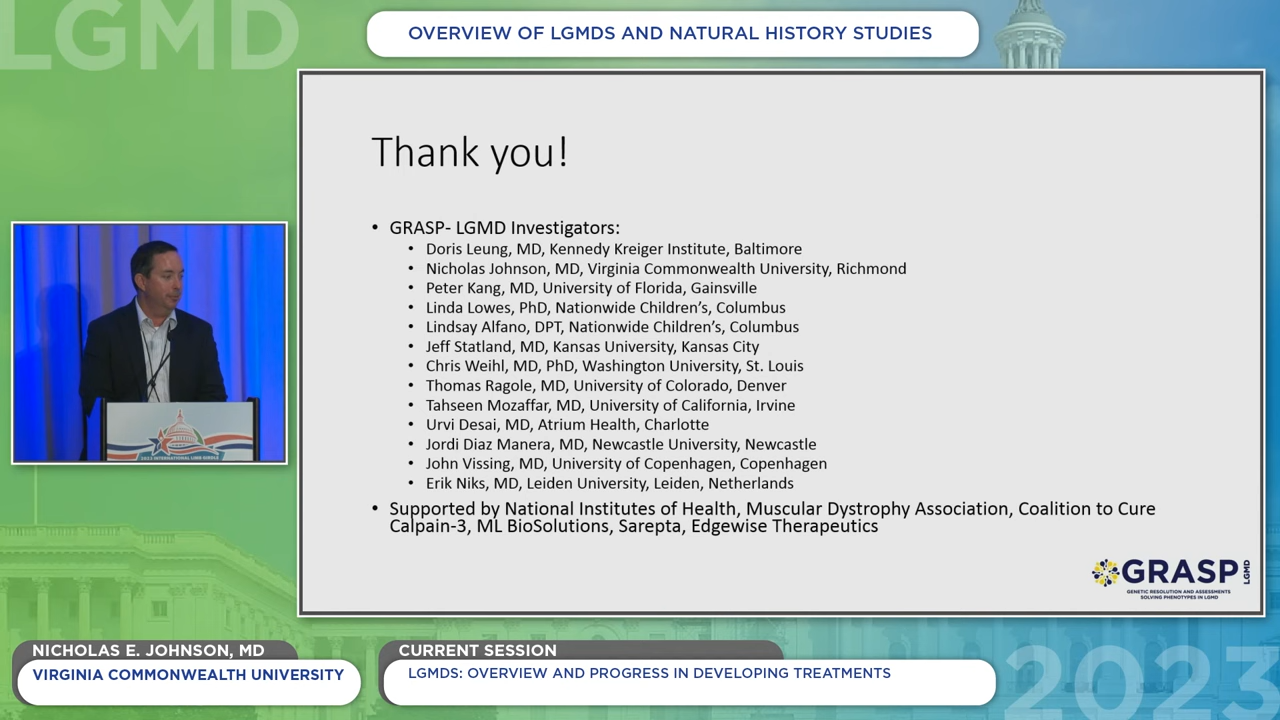 LGMD
OVERVIEW OF LGMDS AND NATURAL HISTORY STUDIES
Thank you!
• GRASP- LGMD Investigators:
• Doris Leung, MD, Kennedy Kreiger Institute, Baltimore
• Nicholas Johnson, MD, Virginia Commonwealth University, Richmond
• Peter Kang, MD, University of Florida, Gainsville
• Linda Lowes, PhD, Nationwide Children’s, Columbus
• Lindsay Alfano, DPT, Nationwide Children’s, Columbus
• Jeff Statland, MD, Kansas University, Kansas City
• Chris Weihl, MD, PhD, Washington University, St. Louis
• Thomas Ragole, MD, University of Colorado, Denver
• Tahseen Mozaffar, MD, University of California, Irvine
• Urvi Desai, MD, Atrium Health, Charlotte
• Jordi Diaz Manera, MD, Newcastle University, Newcastle
• John Vissing, MD, University of Copenhagen, Copenhagen
• Erik Niks, MD, Leiden University, Leiden, Netherlands
• Supported by National Institutes of Health, Muscular Dystrophy Association, Coalition to Cure
Calpain-3, ML BioSolutions, Sarepta, Edgewise Therapeutics
GRASP LGMD
GENETIC RESOLUTION AND ASSESSMENTS
SOLVING PHENOTYPES IN LGMD
2023 INTERNATIONAL LIMB GIRDLE
NICHOLAS E. JOHNSON, MD
VIRGINIA COMMONWEALTH UNIVERSITY
CURRENT SESSION
LGMDS: OVERVIEW AND PROGRESS IN DEVELOPING TREATMENTS
2023